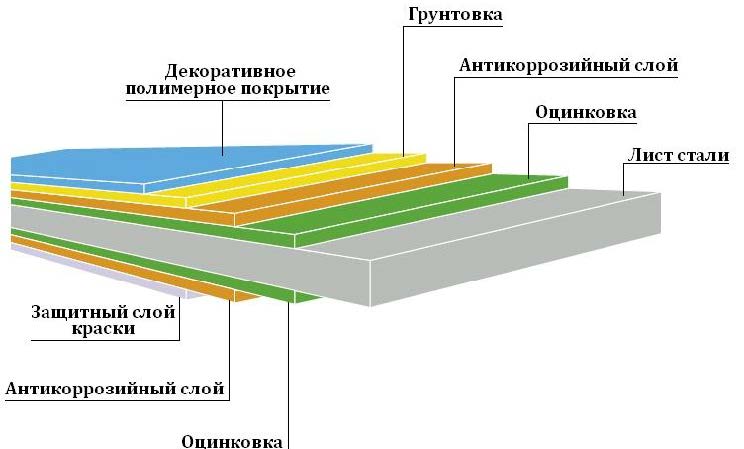 Грунтовка
Декоративное
полимерное покрытие
Антикоррозийный слой
Оцинковка
Лист стали
Защитный слой
краски
Антикоррозийный слой
Оцинковка